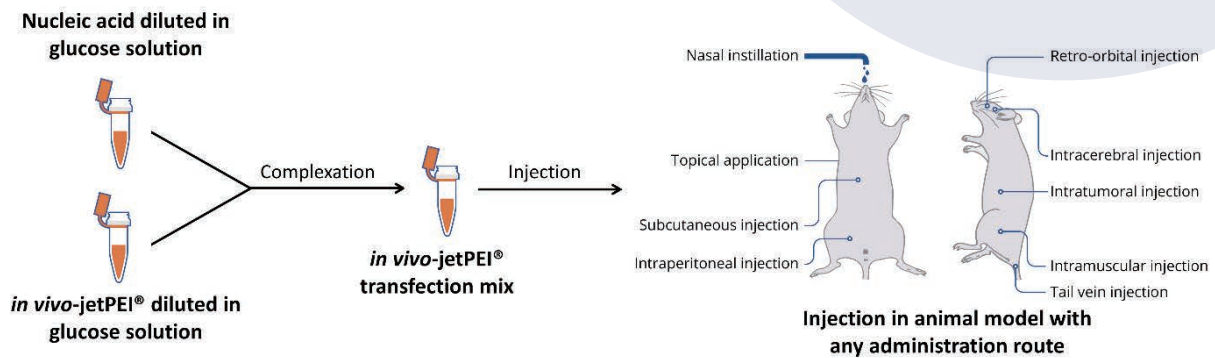 Nucleic acid diluted in
glucose solution
in vivo-jetPEI® diluted in
glucose solution
Complexation
in vivo-jetPEI®
transfection mix
Injection
Nasal instillation
Topical application
Subcutaneous injection
Intraperitoneal injection
Retro-orbital injection
Intracerebral injection
Intratumoral injection
Intramuscular injection
Tail vein injection
Injection in animal model with
any administration route